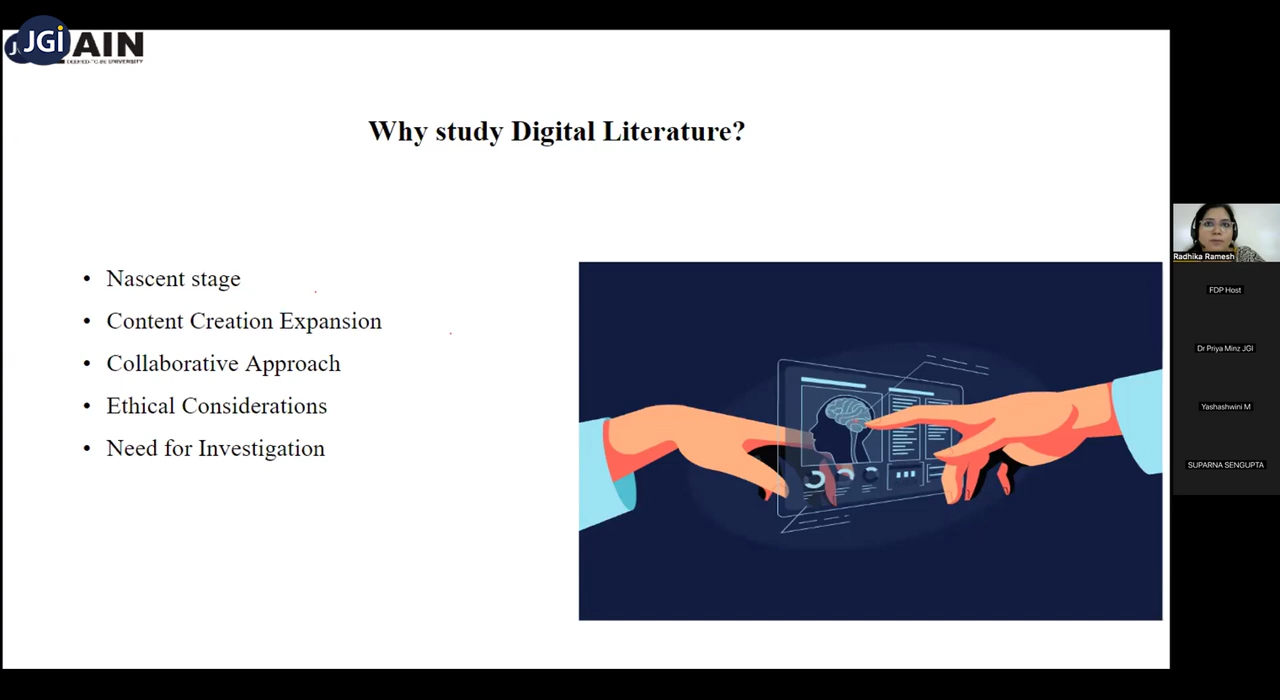 JGi AIN
DEEMED-TO-BE UNIVERSITY
Why study Digital Literature?
• Nascent stage
• Content Creation Expansion
• Collaborative Approach
• Ethical Considerations
• Need for Investigation
Radhika Ramesh
FDP Host
Dr Priya Minz JGI
Yashashwini M
SUPARNA SENGUPTA